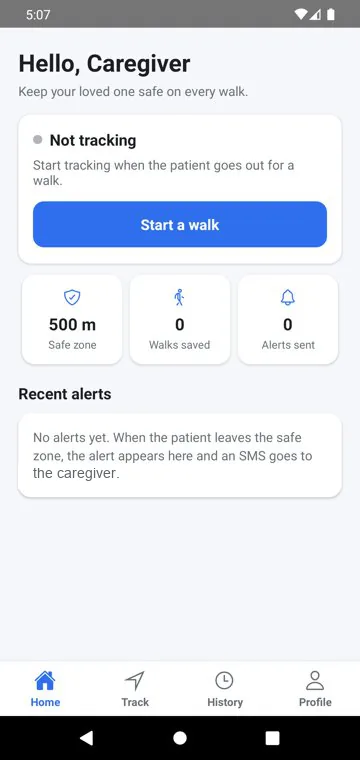 5:07
Hello, Caregiver
Keep your loved one safe on every walk.
Not tracking
Start tracking when the patient goes out for a
walk.
Start a walk
500 m
Safe zone
0
Walks saved
0
Alerts sent
Recent alerts
No alerts yet. When the patient leaves the safe
zone, the alert appears here and an SMS goes to
the caregiver.
Home
Track
History
Profile